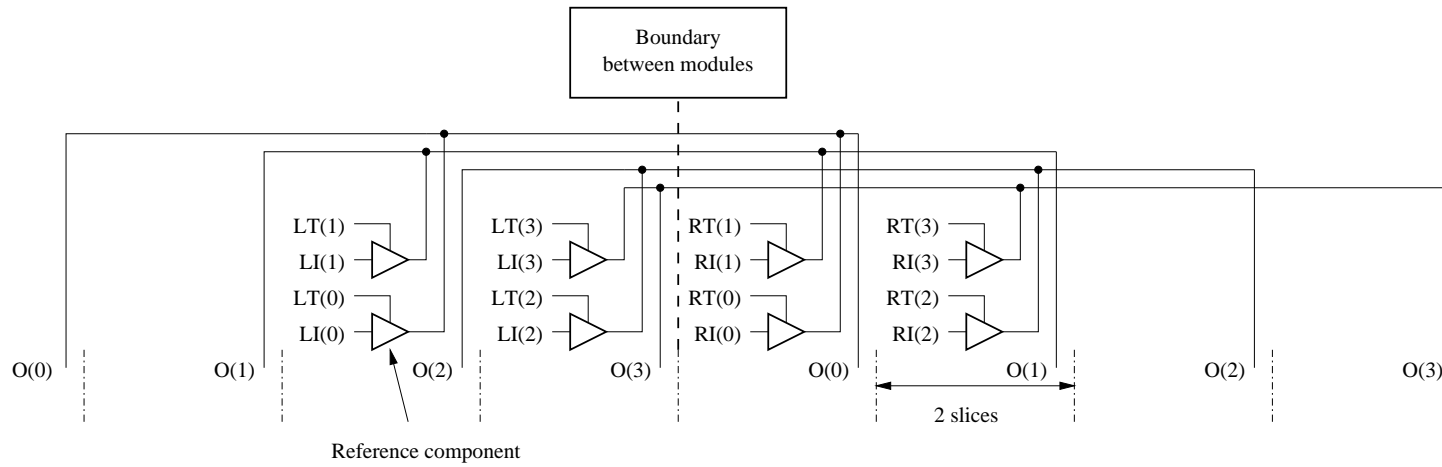 Boundary
between modules
LT(1)
LT(3)
RT(1)
RT(3)
LI(1)
LI(3)
RI(1)
RI(3)
LT(0)
LT(2)
RT(0)
RT(2)
LI(0)
LI(2)
RI(0)
RI(2)
O(0)
O(1)
O(2)
O(3)
O(0)
O(1)
O(2)
O(3)
2 slices
Reference component